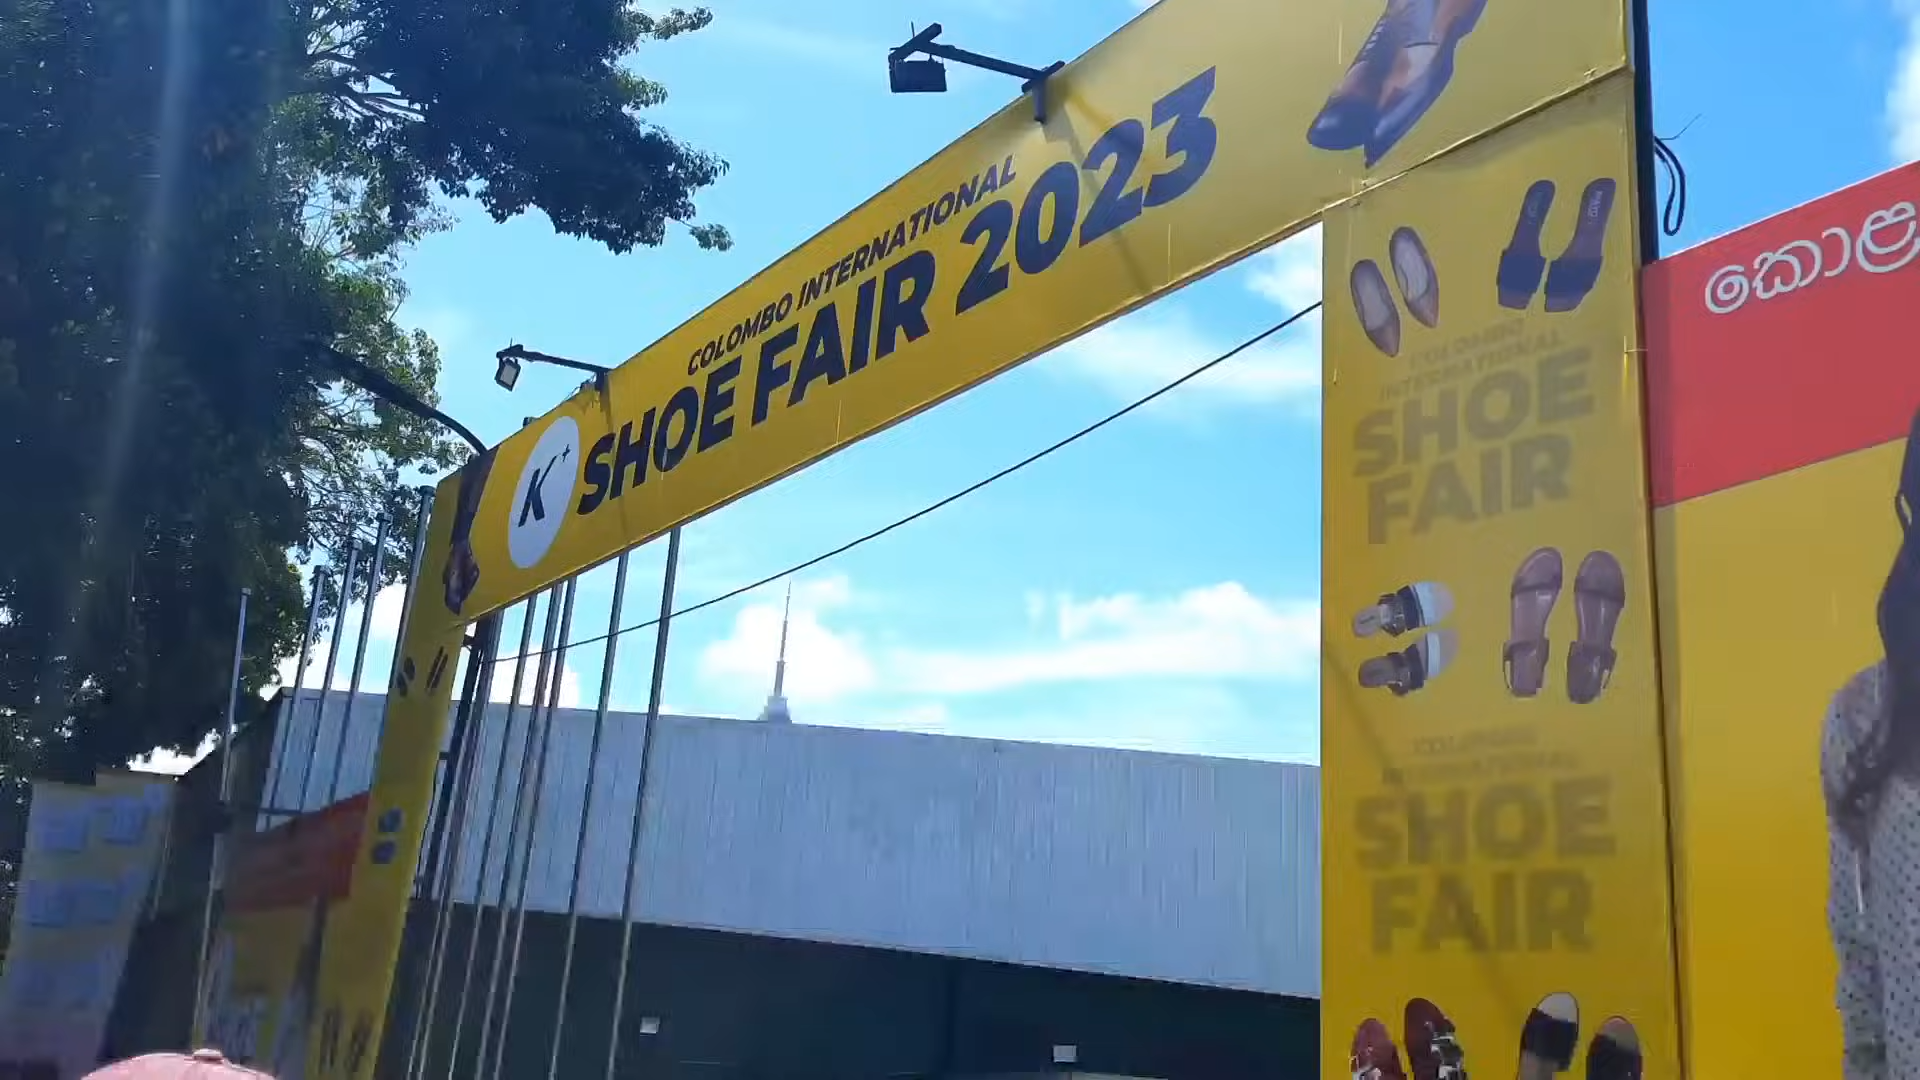 COLOMBO INTERNATIONAL
K+ SHOE FAIR 2023
COLOMBO
INTERNATIONAL
SHOE
FAIR
COLOMBO
INTERNATIONAL
SHOE
FAIR
කොළ